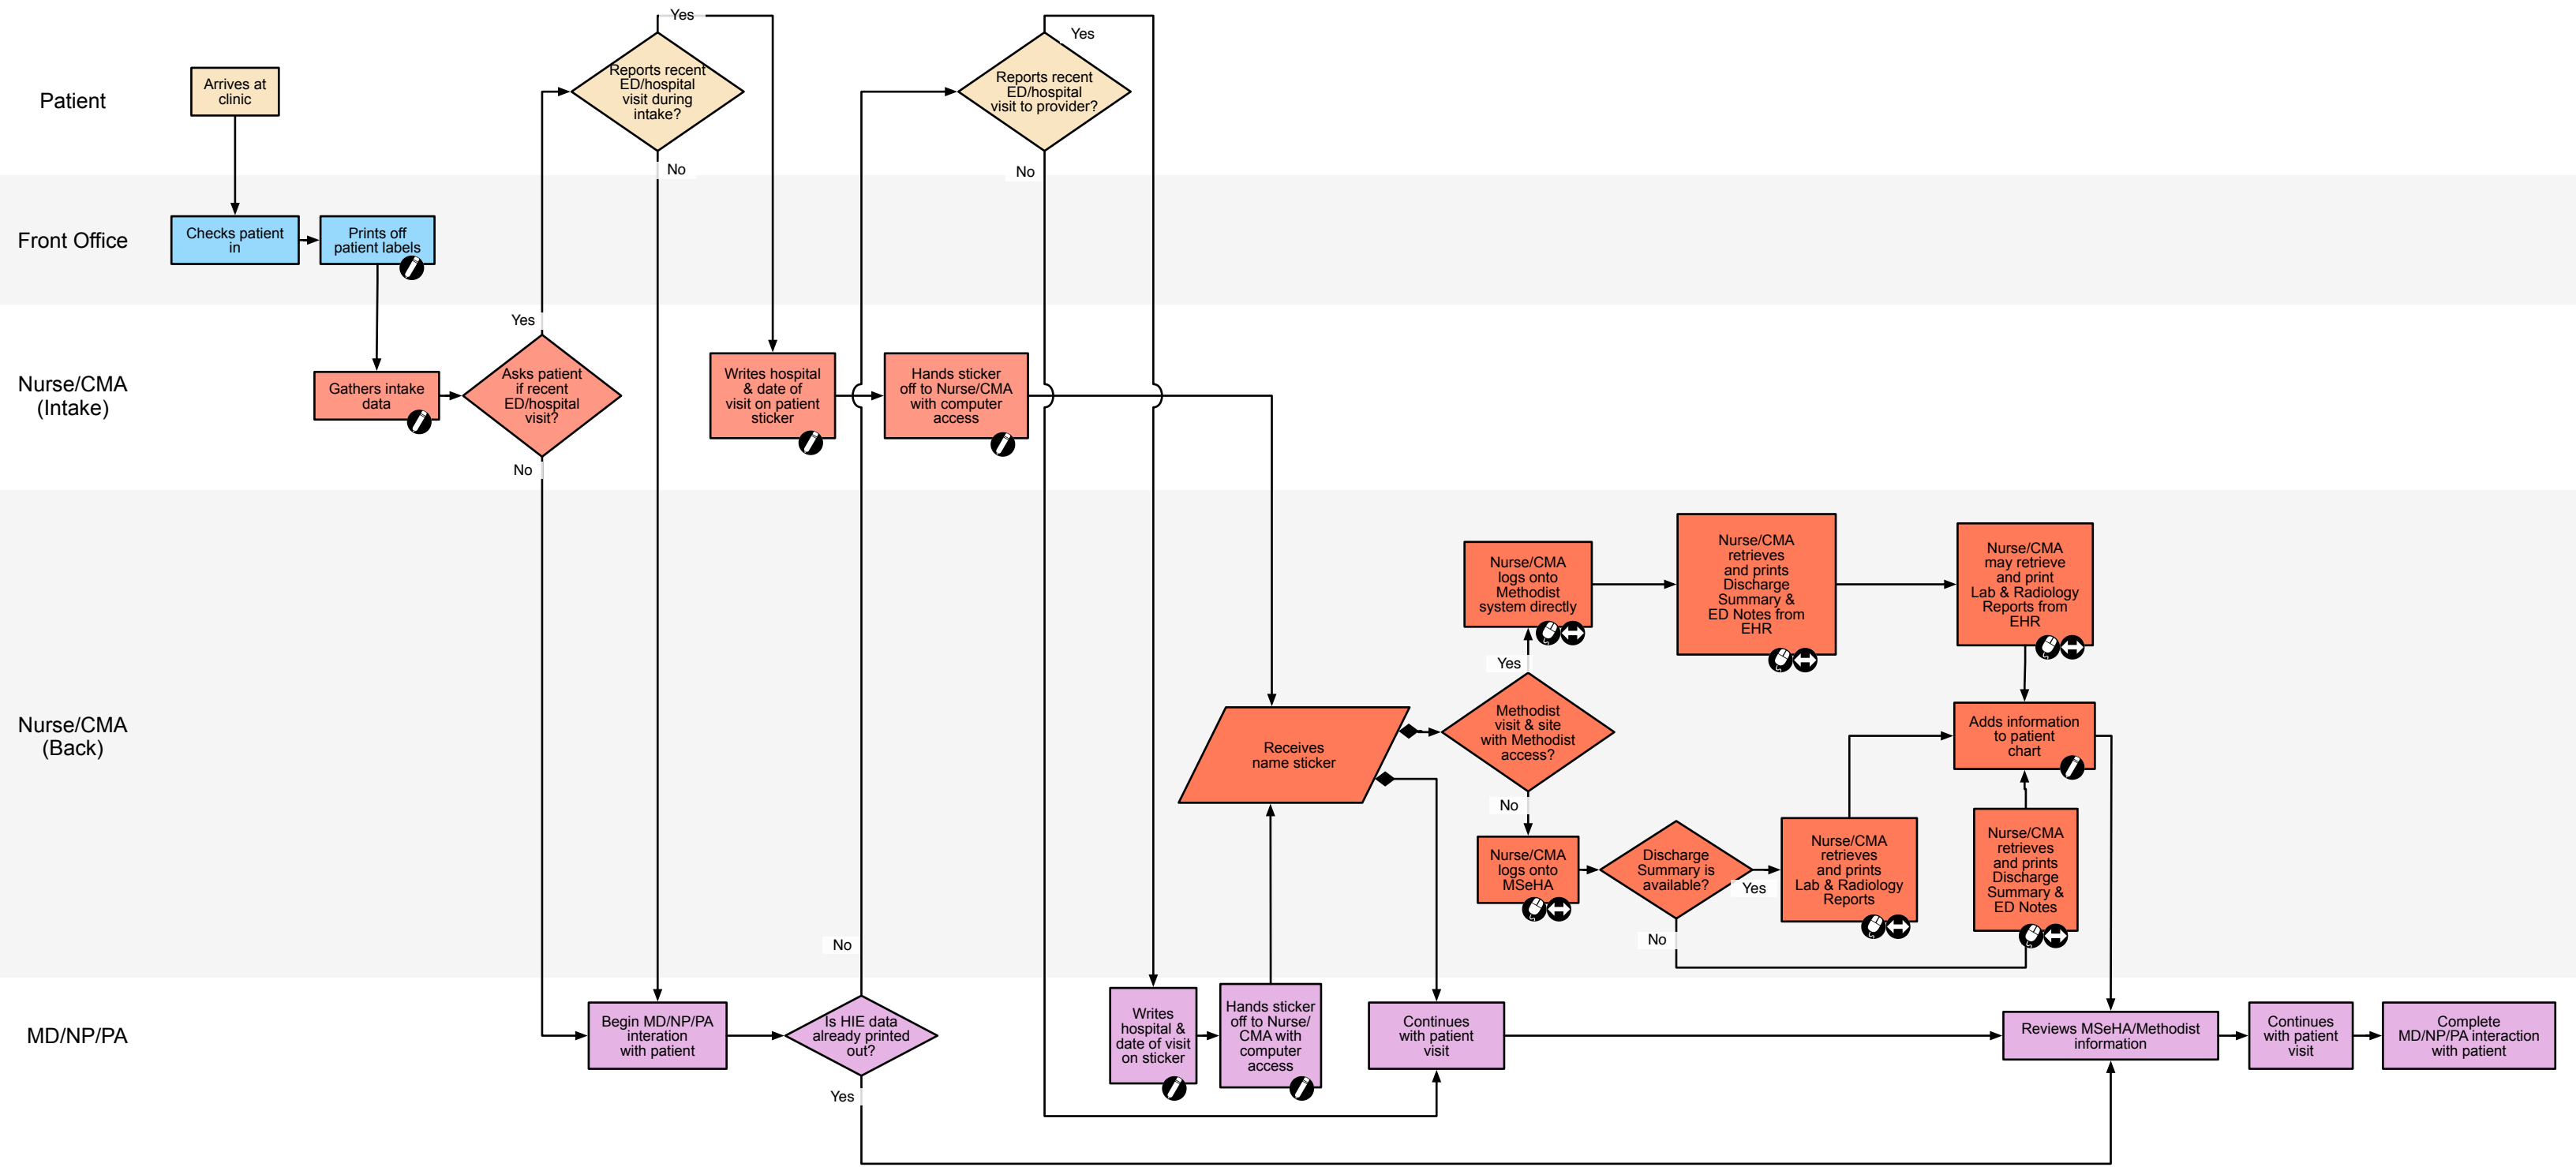 Patient
Arrives at
clinic
Yes
Reports recent
ED/hospital
visit during
intake?
No
Yes
Reports recent
ED/hospital
visit to provider?
No
Front Office
Checks patient
in
Prints off
patient labels
Nurse/CMA
(Intake)
Gathers intake
data
Yes
Asks patient
if recent
ED/hospital
visit?
No
Writes hospital
& date of
visit on patient
sticker
Hands sticker
off to Nurse/CMA
with computer
access
Nurse/CMA
(Back)
Receives
name sticker
Nurse/CMA
logs onto
Methodist
system directly
Nurse/CMA
retrieves
and prints
Discharge
Summary &
ED Notes from
EHR
Nurse/CMA
may retrieve
and print
Lab & Radiology
Reports from
EHR
Yes
Methodist
visit & site
with Methodist
access?
No
Adds information
to patient
chart
Nurse/CMA
logs onto
MSeHA
Discharge
Summary is
available?
Yes
No
Nurse/CMA
retrieves
and prints
Lab & Radiology
Reports
Nurse/CMA
retrieves
and prints
Discharge
Summary &
ED Notes
MD/NP/PA
Begin MD/NP/PA
interation
with patient
No
Is HIE data
already printed
out?
Yes
Writes
hospital &
date of visit
on sticker
Hands sticker
off to Nurse/
CMA with
computer
access
Continues
with patient
visit
Reviews MSeHA/Methodist
information
Continues
with patient
visit
Complete
MD/NP/PA interaction
with patient